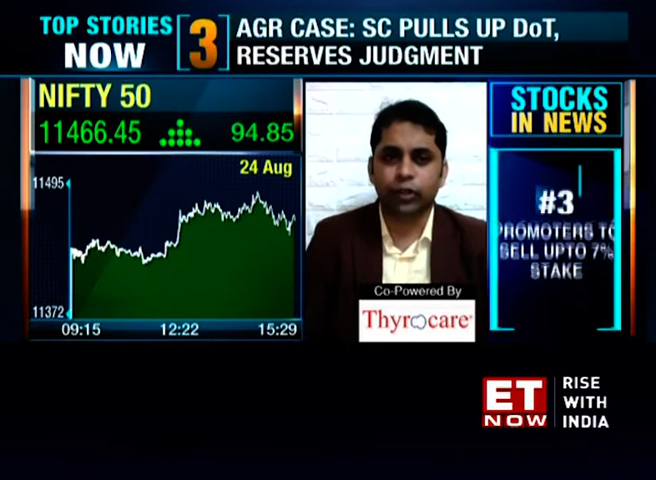 TOP STORIES
NOW
3
AGR CASE: SC PULLS UP DoT,
RESERVES JUDGMENT
NIFTY 50
11466.45 94.85
24 Aug
11495
11372
09:15 12:22 15:29
Co-Powered By
Thyrocare
STOCKS
IN NEWS
#3
PROMOTERS TO
SELL UPTO 7%
STAKE
ET
NOW
RISE
WITH
INDIA